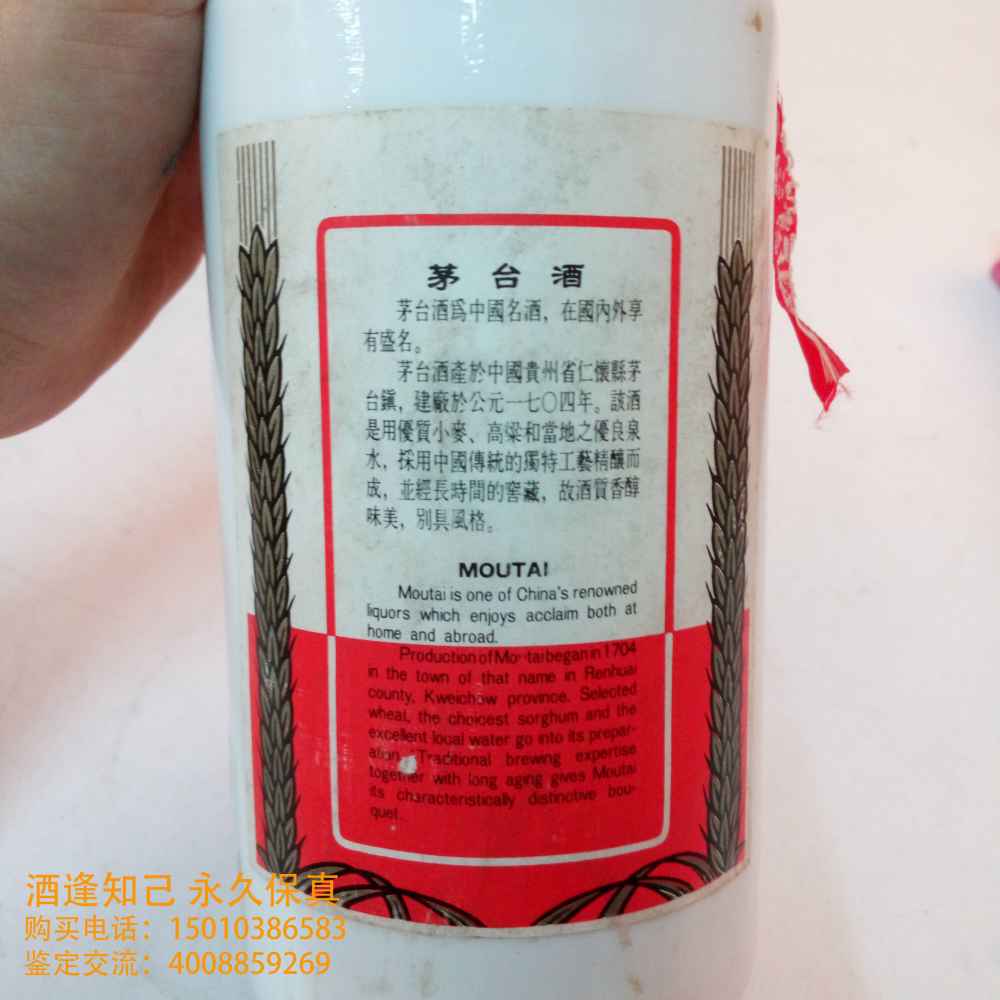 茅台酒
茅台酒爲中國名酒，在國內外享
有盛名。
茅台酒產於中國貴州省仁懷縣茅
台鎭，建廠於公元一七〇四年。該酒
是用優質小麥、高梁和當地之優良泉
水，採用中國傳統的獨特工藝精釀而
成，並經長時間的窖藏，故酒質香醇
味美，別具風格。
MOUTAI
Moutai is one of China's renowned
liquors which enjoys acclaim both at
home and abroad.
Production of Mo tai began in 1704
in the town of that name in Renhuai
county, Kweichow province. Selected
wheat, the choicest sorghum and the
excellent local water go into its prepar-
ation. Traditional brewing expertise
together with long aging gives Moutai
its characteristically distinctive bou-
quet.
酒逢知己 永久保真
购买电话：15010386583
鉴定交流：4008859269